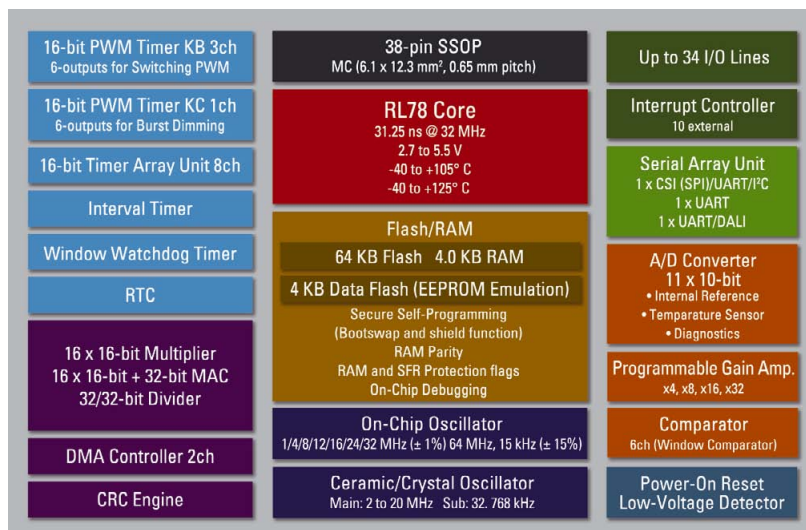 16-bit PWM Timer KB 3ch
6-outputs for Switching PWM
16-bit PWM Timer KC 1ch
6-outputs for Burst Dimming
16-bit Timer Array Unit 8ch
Interval Timer
Window Watchdog Timer
RTC
16 x 16-bit Multiplier
16 x 16-bit + 32-bit MAC
32/32-bit Divider
DMA Controller 2ch
CRC Engine
38-pin SSOP
MC (6.1 x 12.3 mm², 0.65 mm pitch)
RL78 Core
31.25 ns @ 32 MHz
2.7 to 5.5 V
-40 to +105° C
-40 to +125° C
Flash/RAM
64 KB Flash 4.0 KB RAM
4 KB Data Flash (EEPROM Emulation)
Secure Self-Programming
(Bootswap and shield function)
RAM Parity
RAM and SFR Protection flags
On-Chip Debugging
On-Chip Oscillator
1/4/8/12/16/24/32 MHz (± 1%) 64 MHz, 15 kHz (± 15%)
Ceramic/Crystal Oscillator
Main: 2 to 20 MHz Sub: 32. 768 kHz
Up to 34 I/O Lines
Interrupt Controller
10 external
Serial Array Unit
1 x CSI (SPI)/UART/I²C
1 x UART
1 x UART/DALI
A/D Converter
11 x 10-bit
• Internal Reference
• Temperature Sensor
• Diagnostics
Programmable Gain Amp.
x4, x8, x16, x32
Comparator
6ch (Window Comparator)
Power-On Reset
Low-Voltage Detector